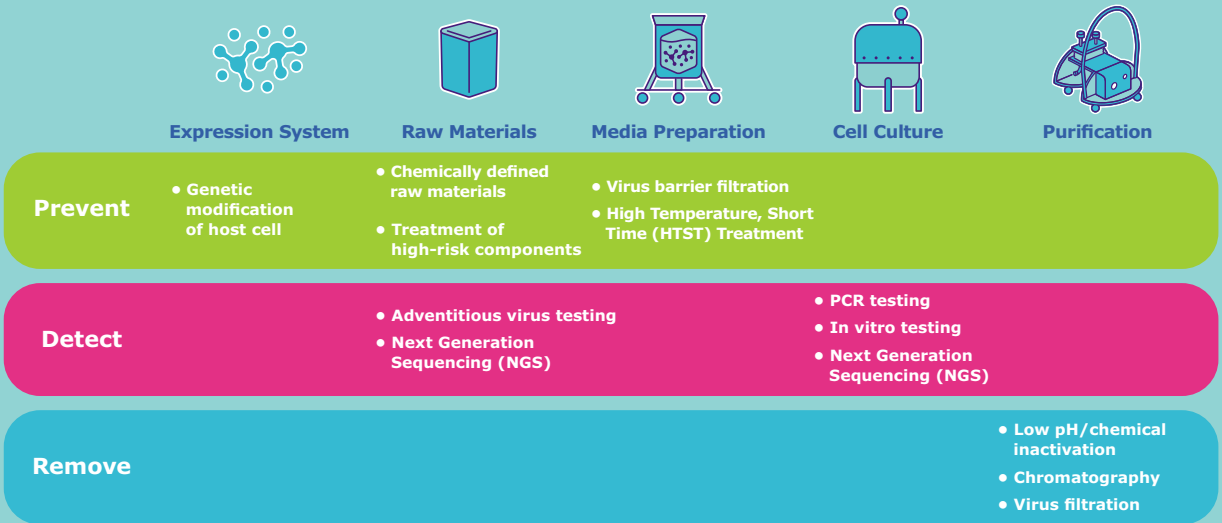 Expression System
Raw Materials
Media Preparation
Cell Culture
Purification
Prevent
• Genetic
modification
of host cell
• Chemically defined
raw materials
• Treatment of
high-risk components
• Virus barrier filtration
• High Temperature, Short
Time (HTST) Treatment
Detect
• Adventitious virus testing
• Next Generation
Sequencing (NGS)
• PCR testing
• In vitro testing
• Next Generation
Sequencing (NGS)
Remove
• Low pH/chemical
inactivation
• Chromatography
• Virus filtration